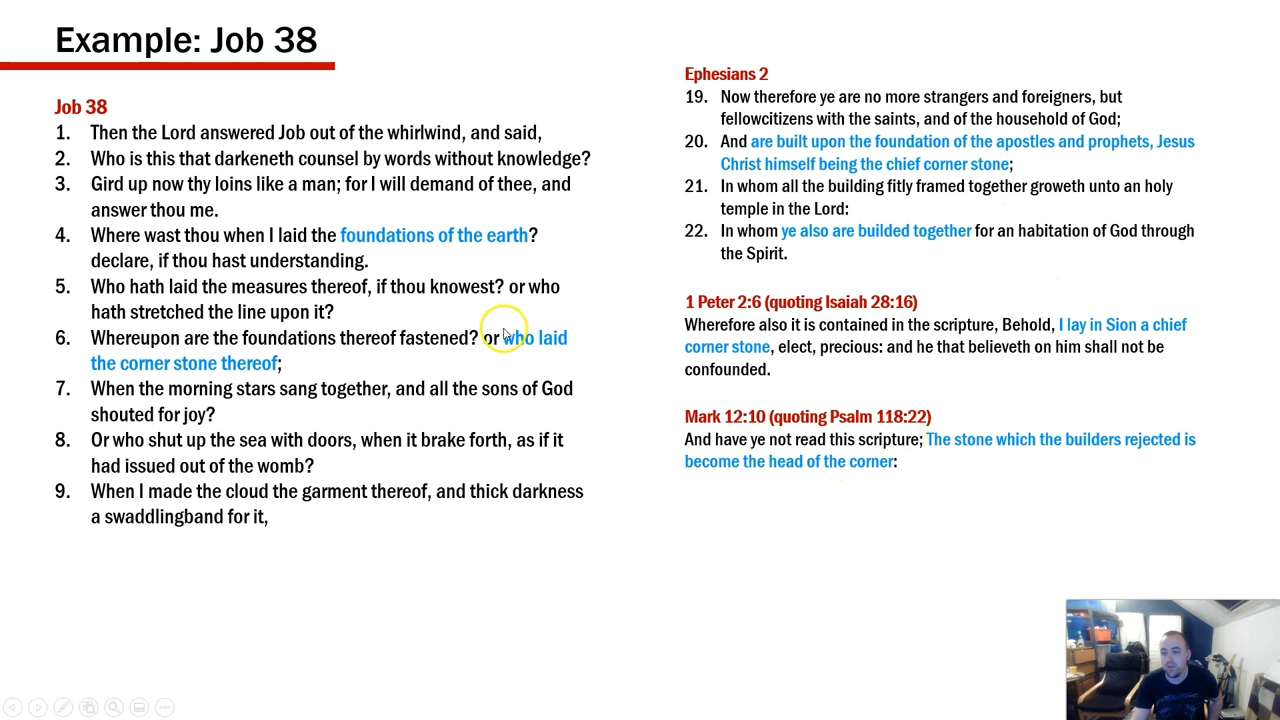 Example: Job 38
Job 38
1. Then the Lord answered Job out of the whirlwind, and said,
2. Who is this that darkeneth counsel by words without knowledge?
3. Gird up now thy loins like a man; for I will demand of thee, and
answer thou me.
4. Where wast thou when I laid the foundations of the earth?
declare, if thou hast understanding.
5. Who hath laid the measures thereof, if thou knowest? or who
hath stretched the line upon it?
6. Whereupon are the foundations thereof fastened? or who laid
the corner stone thereof;
7. When the morning stars sang together, and all the sons of God
shouted for joy?
8. Or who shut up the sea with doors, when it brake forth, as if it
had issued out of the womb?
9. When I made the cloud the garment thereof, and thick darkness
a swaddlingband for it,
Ephesians 2
19. Now therefore ye are no more strangers and foreigners, but
fellowcitizens with the saints, and of the household of God;
20. And are built upon the foundation of the apostles and prophets, Jesus
Christ himself being the chief corner stone;
21. In whom all the building fitly framed together groweth unto an holy
temple in the Lord:
22. In whom ye also are builded together for an habitation of God through
the Spirit.
1 Peter 2:6 (quoting Isaiah 28:16)
Wherefore also it is contained in the scripture, Behold, I lay in Sion a chief
corner stone, elect, precious: and he that believeth on him shall not be
confounded.
Mark 12:10 (quoting Psalm 118:22)
And have ye not read this scripture; The stone which the builders rejected is
become the head of the corner: